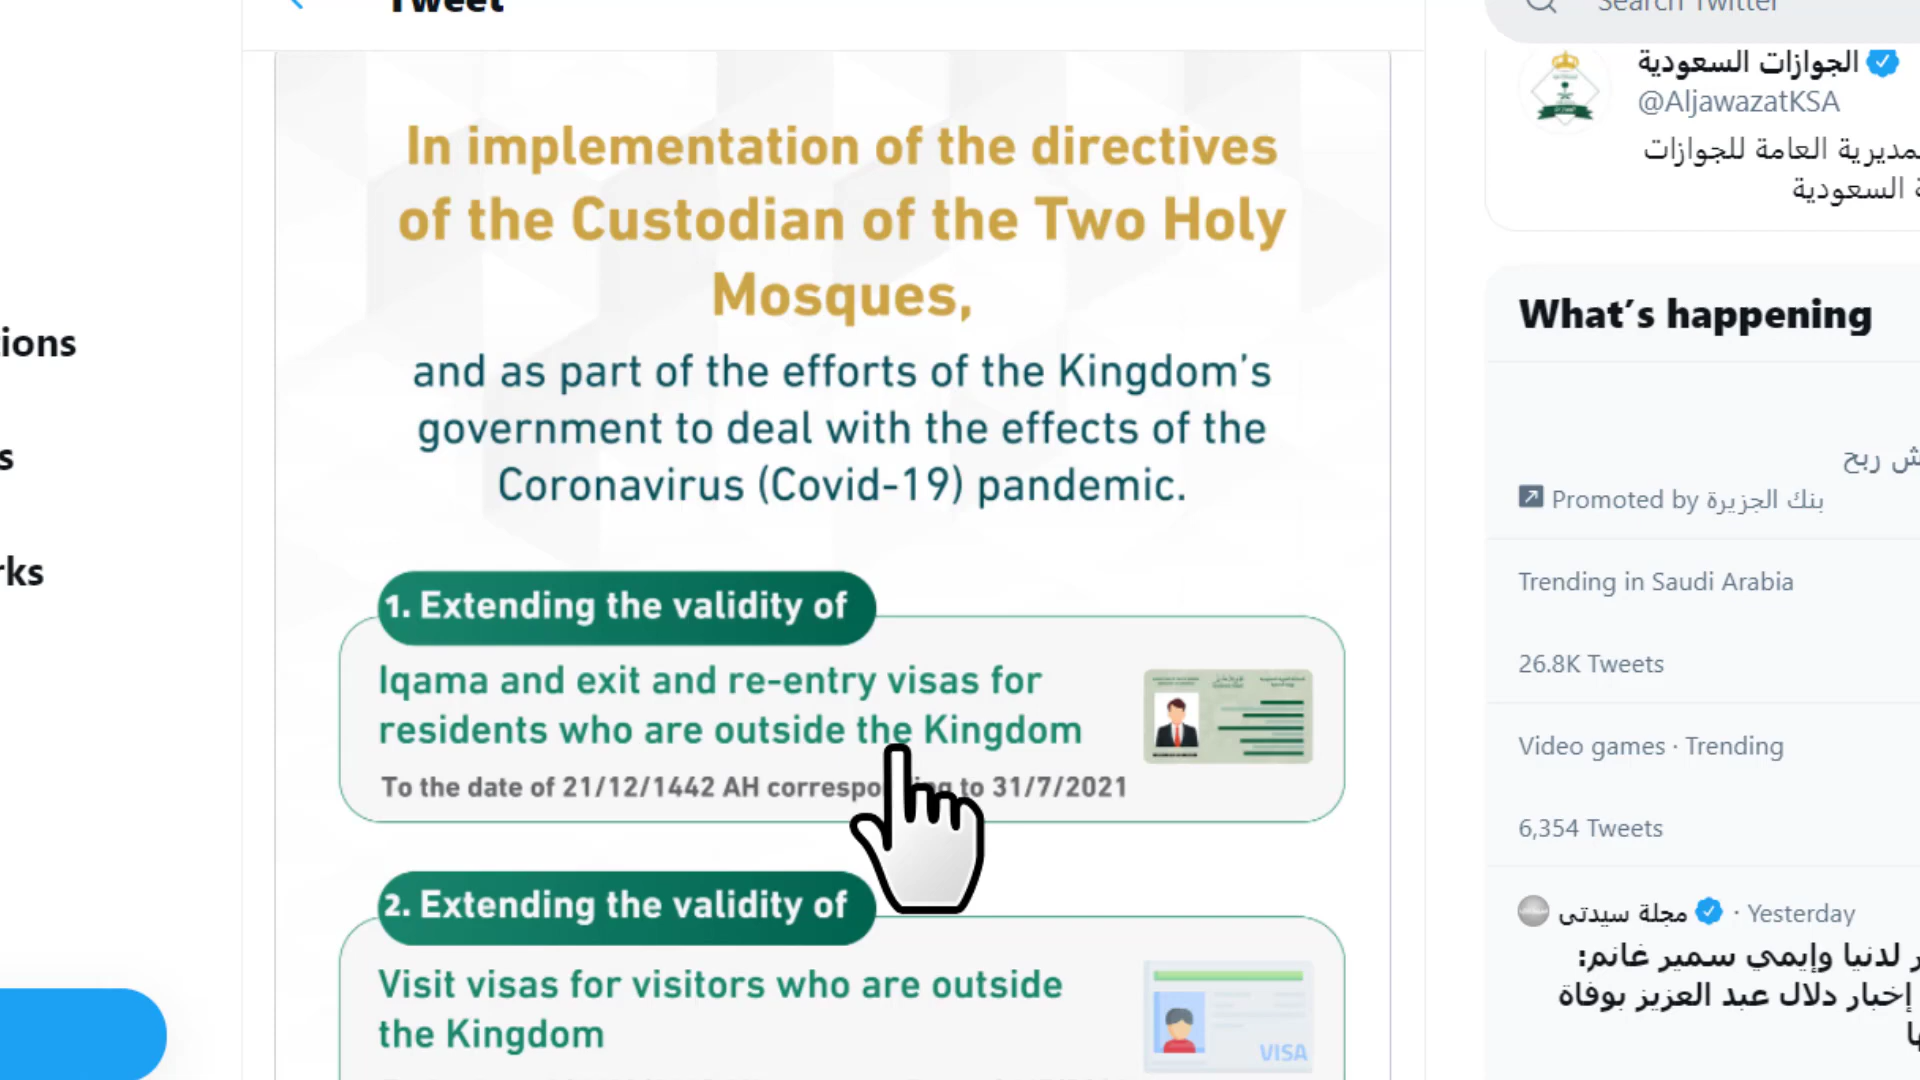 Tweet
Search Twitter
الجوازات السعودية
@AljawazatKSA
للجوازات
السعودية
In implementation of the directives
of the Custodian of the Two Holy
Mosques,
and as part of the efforts of the Kingdom's
government to deal with the effects of the
Coronavirus (Covid-19) pandemic.
1. Extending the validity of
Iqama and exit and re-entry visas for
residents who are outside the Kingdom
To the date of 21/12/1442 AH to 31/7/2021
2. Extending the validity of
Visit visas for visitors who are outside
the Kingdom
VISA
What's happening
ربح
Promoted by بنك الجزيرة
Trending in Saudi Arabia
26.8K Tweets
Video games · Trending
6,354 Tweets
مجلة سيدتي · Yesterday
لدنيا وإيمي سمير غانم:
إخبار دلال عبد العزيز بوفاة